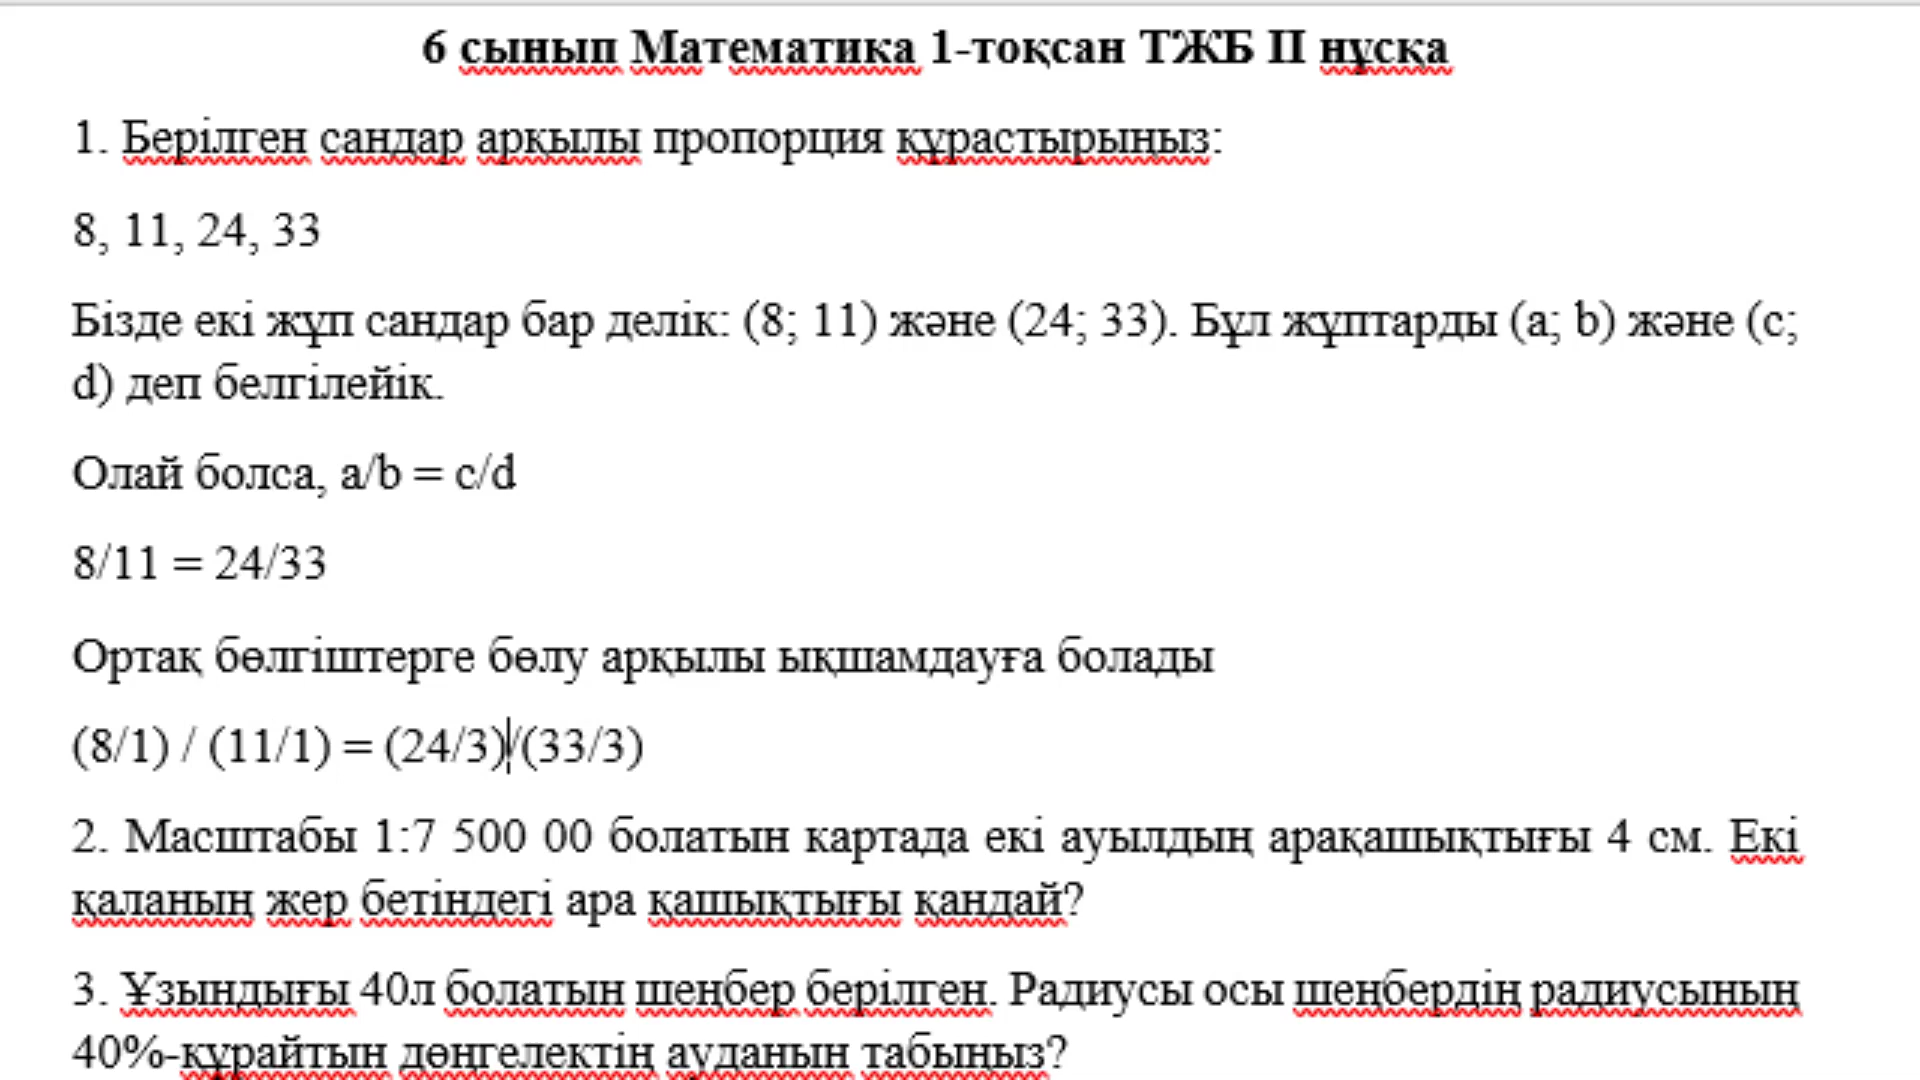 6 сынып Математика 1-тоқсан ТЖБ II нұсқа
1. Берілген сандар арқылы пропорция құрастырыңыз:
8, 11, 24, 33
Бізде екі жұп сандар бар делік: (8; 11) және (24; 33). Бұл жұптарды (a; b) және (c;
d) деп белгілейік.
Олай болса, a/b = c/d
8/11 = 24/33
Ортақ бөлгіштерге бөлу арқылы ықшамдауға болады
(8/1) / (11/1) = (24/3)/(33/3)
2. Масштабы 1:7 500 00 болатын картада екі ауылдың арақашықтығы 4 см. Екі
қаланың жер бетіндегі ара қашықтығы қандай?
3. Ұзындығы 40л болатын шеңбер берілген. Радиусы осы шеңбердің радиусының
40%-құрайтын дөңгелектің ауданын табыңыз?